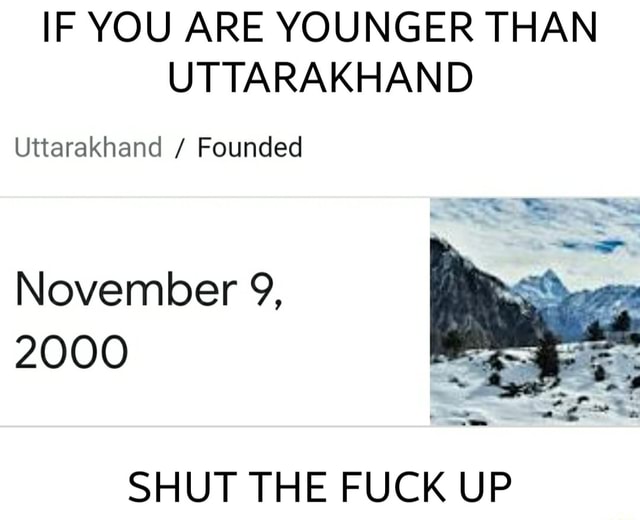 IF YOU ARE YOUNGER THAN
UTTARAKHAND
Uttarakhand / Founded
November 9,
2000
SHUT THE FUCK UP